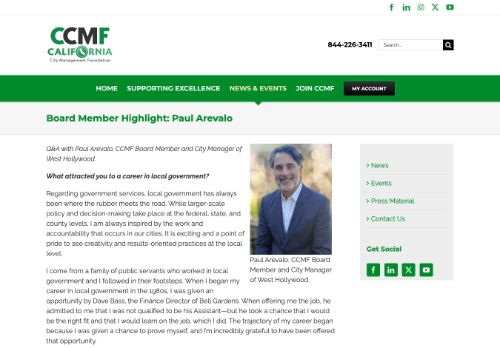 CCMF
CALIFORNIA
City Management Foundation
844-226-3411
Search...
HOME SUPPORTING EXCELLENCE NEWS & EVENTS JOIN CCMF MY ACCOUNT
Board Member Highlight: Paul Arevalo
Q&A with Paul Arevalo, CCMF Board Member and City Manager of
West Hollywood.
What attracted you to a career in local government?
Regarding government services, local government has always
been where the rubber meets the road. While larger-scale
policy and decision-making take place at the federal, state, and
county levels, I am always inspired by the work and
accountability that occurs in our cities. It is exciting and a point of
pride to see creativity and results-oriented practices at the local
level.
I come from a family of public servants who worked in local
government and I followed in their footsteps. When I began my
career in local government in the 1980s, I was given an
opportunity by Dave Bass, the Finance Director of Bell Gardens. When offering me the job, he
admitted to me that I was not qualified to be his Assistant—but he took a chance that I would
be the right fit and that I would learn on the job, which I did. The trajectory of my career began
because I was given a chance to prove myself, and I'm incredibly grateful to have been offered
that opportunity.
Paul Arevalo, CCMF Board
Member and City Manager
of West Hollywood.
> News
> Events
> Press Material
> Contact Us
Get Social